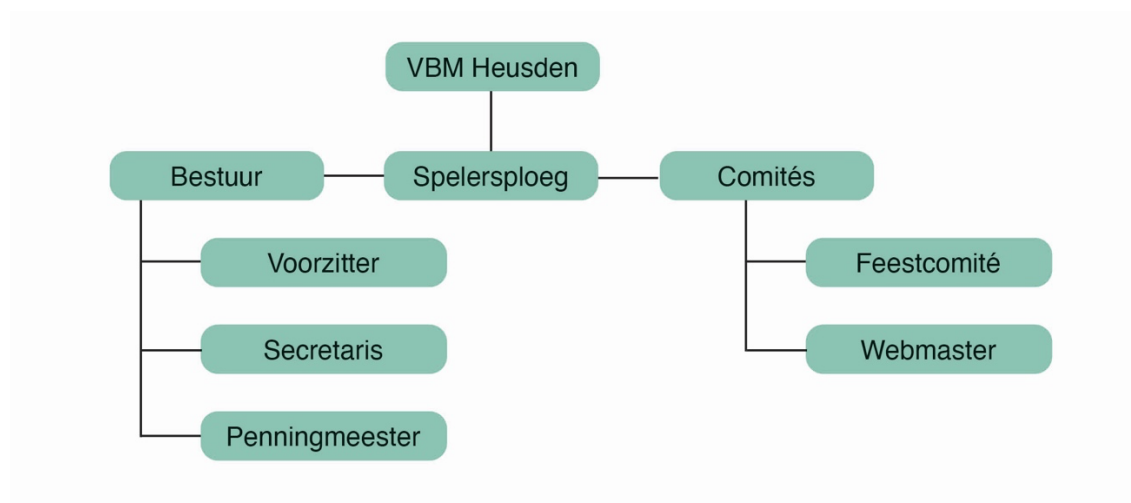 VBM Heusden
Bestuur
Spelersploeg
Comités
Voorzitter
Feestcomité
Secretaris
Webmaster
Penningmeester